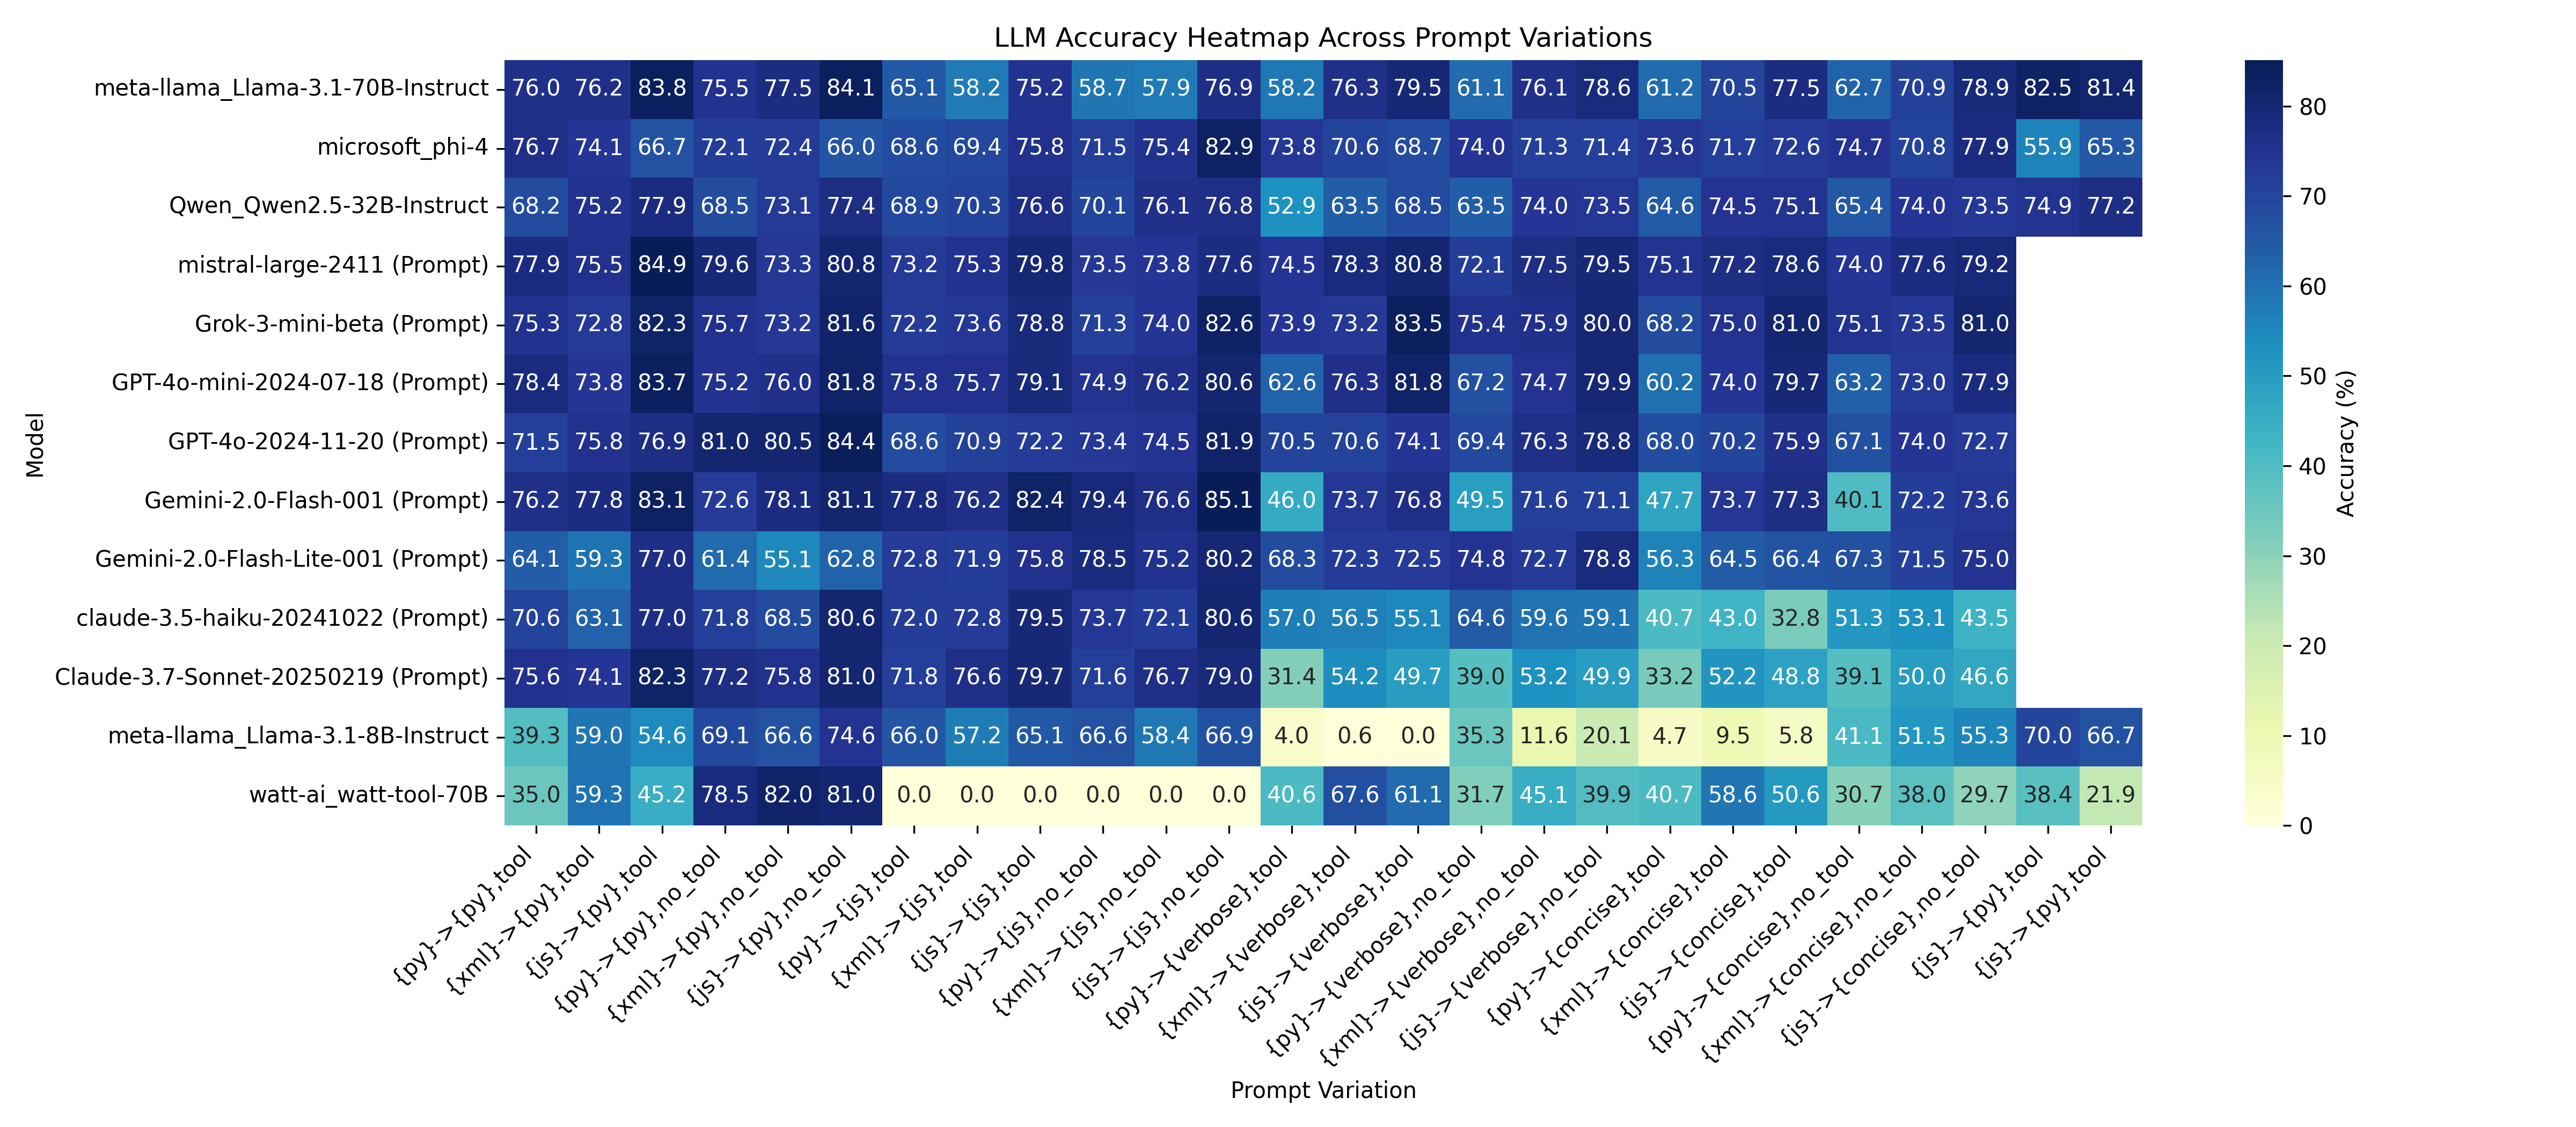 LLM Accuracy Heatmap Across Prompt Variations
Model
meta-llama_Llama-3.1-70B-Instruct 76.0 76.2 83.8 75.5 77.5 84.1 65.1 58.2 75.2 58.7 57.9 76.9 58.2 76.3 79.5 61.1 76.1 78.6 61.2 70.5 77.5 62.7 70.9 78.9 82.5 81.4
microsoft_phi-4 76.7 74.1 66.7 72.1 72.4 66.0 68.6 69.4 75.8 71.5 75.4 82.9 73.8 70.6 68.7 74.0 71.3 71.4 73.6 71.7 72.6 74.7 70.8 77.9 55.9 65.3
Qwen_Qwen2.5-32B-Instruct 68.2 75.2 77.9 68.5 73.1 77.4 68.9 70.3 76.6 70.1 76.1 76.8 52.9 63.5 68.5 63.5 74.0 73.5 64.6 74.5 75.1 65.4 74.0 73.5 74.9 77.2
mistral-large-2411 (Prompt) 77.9 75.5 84.9 79.6 73.3 80.8 73.2 75.3 79.8 73.5 73.8 77.6 74.5 78.3 80.8 72.1 77.5 79.5 75.1 77.2 78.6 74.0 77.6 79.2
Grok-3-mini-beta (Prompt) 75.3 72.8 82.3 75.7 73.2 81.6 72.2 73.6 78.8 71.3 74.0 82.6 73.9 73.2 83.5 75.4 75.9 80.0 68.2 75.0 81.0 75.1 73.5 81.0
GPT-4o-mini-2024-07-18 (Prompt) 78.4 73.8 83.7 75.2 76.0 81.8 75.8 75.7 79.1 74.9 76.2 80.6 62.6 76.3 81.8 67.2 74.7 79.9 60.2 74.0 79.7 63.2 73.0 77.9
GPT-4o-2024-11-20 (Prompt) 71.5 75.8 76.9 81.0 80.5 84.4 68.6 70.9 72.2 73.4 74.5 81.9 70.5 70.6 74.1 69.4 76.3 78.8 68.0 70.2 75.9 67.1 74.0 72.7
Gemini-2.0-Flash-001 (Prompt) 76.2 77.8 83.1 72.6 78.1 81.1 77.8 76.2 82.4 79.4 76.6 85.1 46.0 73.7 76.8 49.5 71.6 71.1 47.7 73.7 77.3 40.1 72.2 73.6
Gemini-2.0-Flash-Lite-001 (Prompt) 64.1 59.3 77.0 61.4 55.1 62.8 72.8 71.9 75.8 78.5 75.2 80.2 68.3 72.3 72.5 74.8 72.7 78.8 56.3 64.5 66.4 67.3 71.5 75.0
claude-3.5-haiku-20241022 (Prompt) 70.6 63.1 77.0 71.8 68.5 80.6 72.0 72.8 79.5 73.7 72.1 80.6 57.0 56.5 55.1 64.6 59.6 59.1 40.7 43.0 32.8 51.3 53.1 43.5
Claude-3.7-Sonnet-20250219 (Prompt) 75.6 74.1 82.3 77.2 75.8 81.0 71.8 76.6 79.7 71.6 76.7 79.0 31.4 54.2 49.7 39.0 53.2 49.9 33.2 52.2 48.8 39.1 50.0 46.6
meta-llama_Llama-3.1-8B-Instruct 39.3 59.0 54.6 69.1 66.6 74.6 66.0 57.2 65.1 66.6 58.4 66.9 4.0 0.6 0.0 35.3 11.6 20.1 4.7 9.5 5.8 41.1 51.5 55.3 70.0 66.7
watt-ai_watt-tool-70B 35.0 59.3 45.2 78.5 82.0 81.0 0.0 0.0 0.0 0.0 0.0 0.0 40.6 67.6 61.1 31.7 45.1 39.9 40.7 58.6 50.6 30.7 38.0 29.7 38.4 21.9
{py}->{py},tool
{xml}->{py},tool
{js}->{py},tool
{py}->{py},no_tool
{xml}->{py},no_tool
{js}->{py},no_tool
{py}->{js},tool
{xml}->{js},tool
{js}->{js},tool
{py}->{js},no_tool
{xml}->{js},no_tool
{js}->{js},no_tool
{py}->{verbose},tool
{xml}->{verbose},tool
{js}->{verbose},tool
{py}->{verbose},no_tool
{xml}->{verbose},no_tool
{js}->{verbose},no_tool
{py}->{concise},tool
{xml}->{concise},tool
{js}->{concise},tool
{py}->{concise},no_tool
{xml}->{concise},no_tool
{js}->{concise},no_tool
{js}->{py},tool
{js}->{py},tool
Prompt Variation
80
70
60
50
40
30
20
10
0
Accuracy (%)